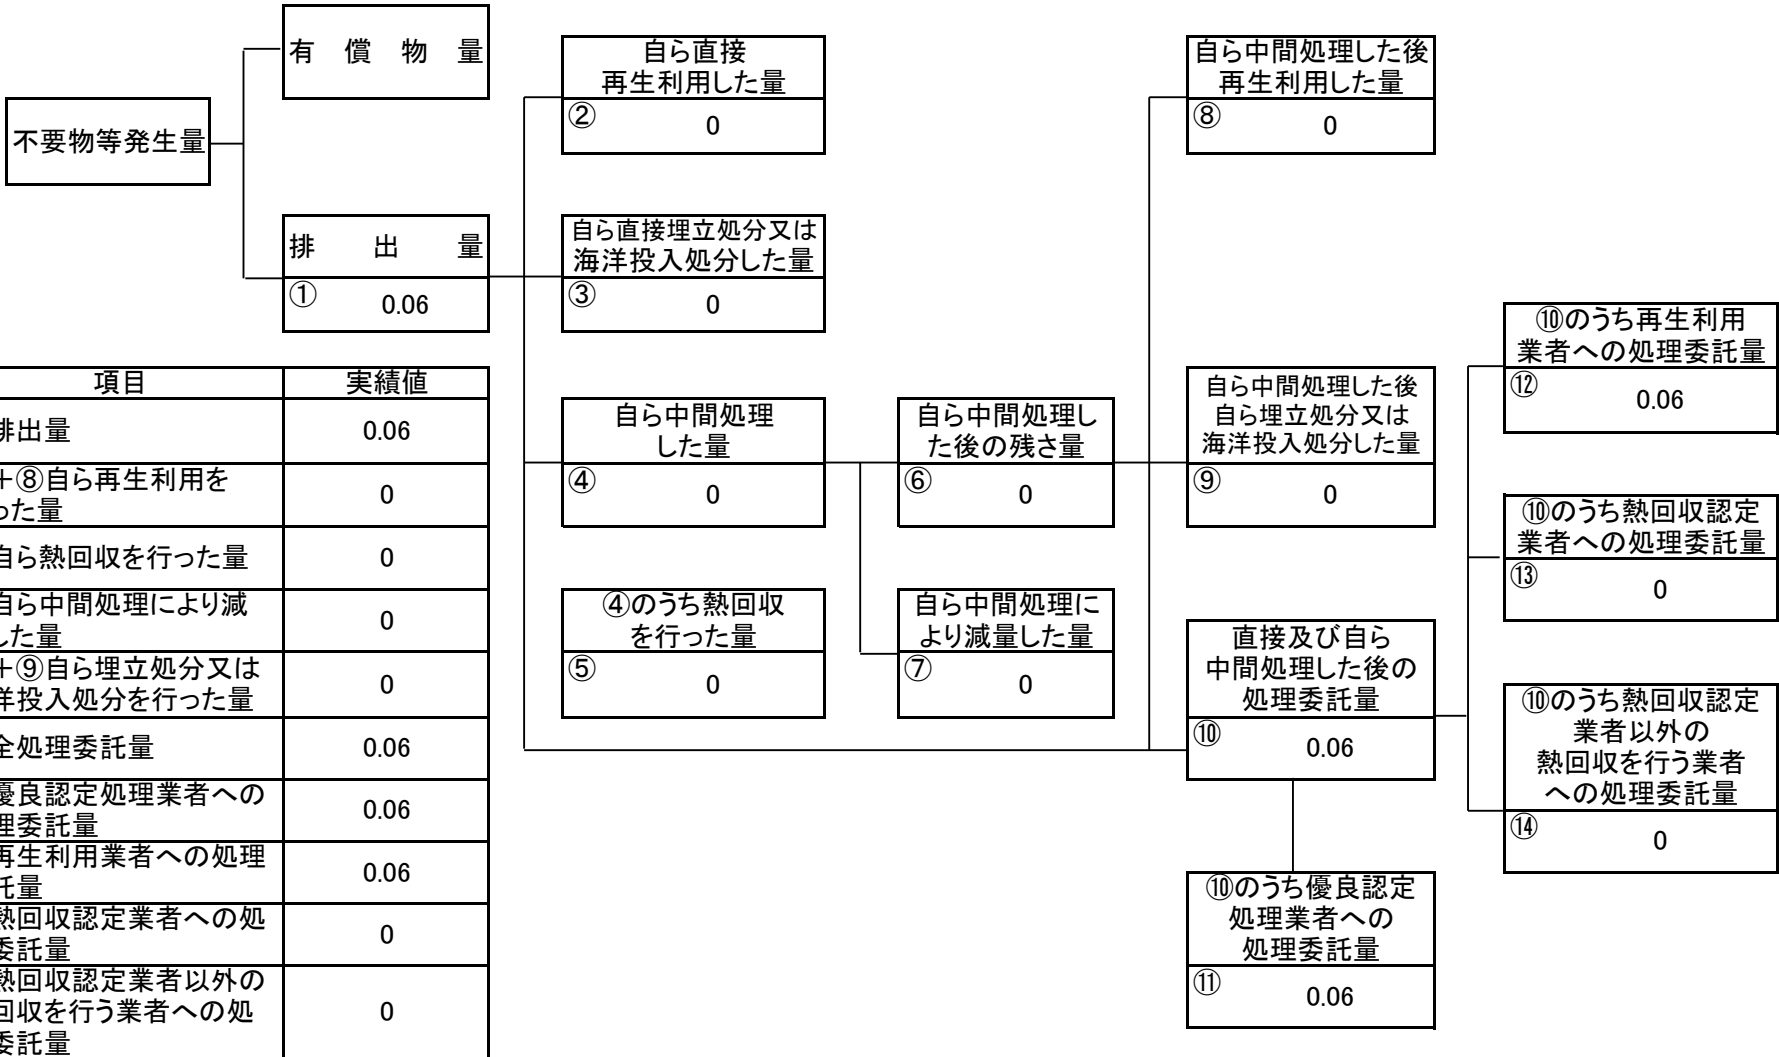 有 償 物 量
不要物等発生量
排 出 量
① 0.06
自ら直接
再生利用した量
② 0
自ら直接埋立処分又は
海洋投入処分した量
③ 0
自ら中間処理
した量
④ 0
④のうち熱回収
を行った量
⑤ 0
自ら中間処理し
た後の残さ量
⑥ 0
自ら中間処理に
より減量した量
⑦ 0
自ら中間処理した後
再生利用した量
⑧ 0
自ら中間処理した後
自ら埋立処分又は
海洋投入処分した量
⑨ 0
直接及び自ら
中間処理した後の
処理委託量
⑩ 0.06
⑩のうち優良認定
処理業者への
処理委託量
⑪ 0.06
⑩のうち再生利用
業者への処理委託量
⑫ 0.06
⑩のうち熱回収認定
業者への処理委託量
⑬ 0
⑩のうち熱回収認定
業者以外の
熱回収を行う業者
への処理委託量
⑭ 0
項目 実績値
排出量 0.06
+⑧自ら再生利用を
った量 0
自ら熱回収を行った量 0
自ら中間処理により減
した量 0
+⑨自ら埋立処分又は
洋投入処分を行った量 0
全処理委託量 0.06
優良認定処理業者への
理委託量 0.06
再生利用業者への処理
託量 0.06
熱回収認定業者への処
委託量 0
熱回収認定業者以外の
回収を行う業者への処
委託量 0